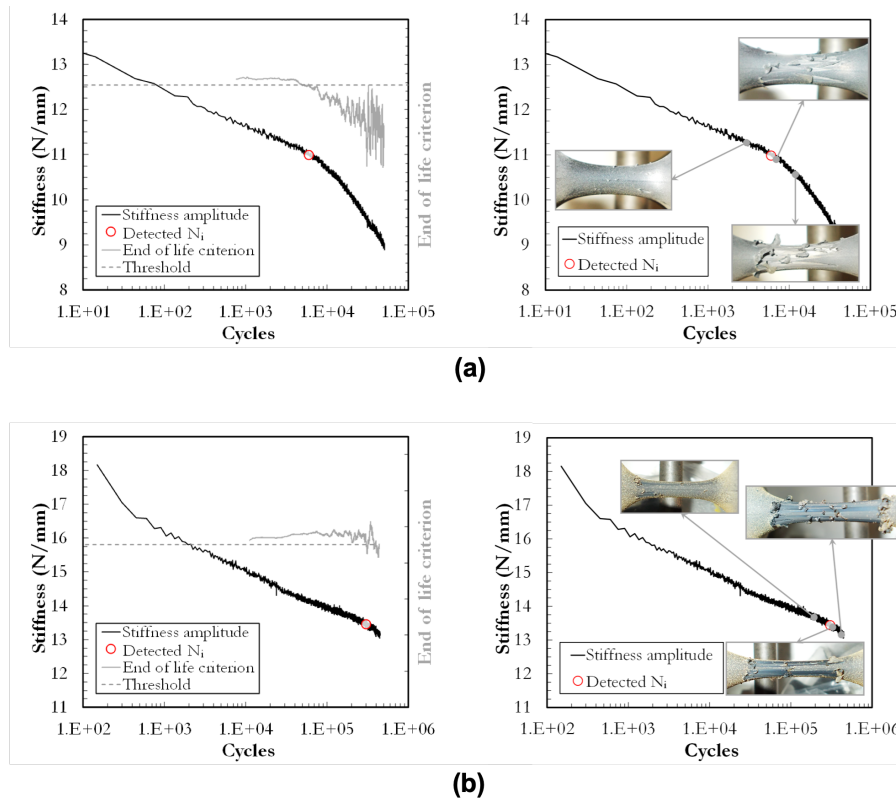 14
13
12
11
10
9
8
Stiffness (N/mm)
Stiffness amplitude
Detected Ni
End of life criterion
Threshold
End of life criterion
1.E+01 1.E+02 1.E+03 1.E+04 1.E+05
Cycles
14
13
12
11
10
9
8
Stiffness (N/mm)
Stiffness amplitude
Detected Ni
1.E+01 1.E+02 1.E+03 1.E+04 1.E+05
Cycles
(a)
19
18
17
16
15
14
13
12
11
Stiffness (N/mm)
Stiffness amplitude
Detected Ni
End of life criterion
Threshold
End of life criterion
1.E+02 1.E+03 1.E+04 1.E+05 1.E+06
Cycles
19
18
17
16
15
14
13
12
11
Stiffness (N/mm)
Stiffness amplitude
Detected Ni
1.E+02 1.E+03 1.E+04 1.E+05 1.E+06
Cycles
(b)